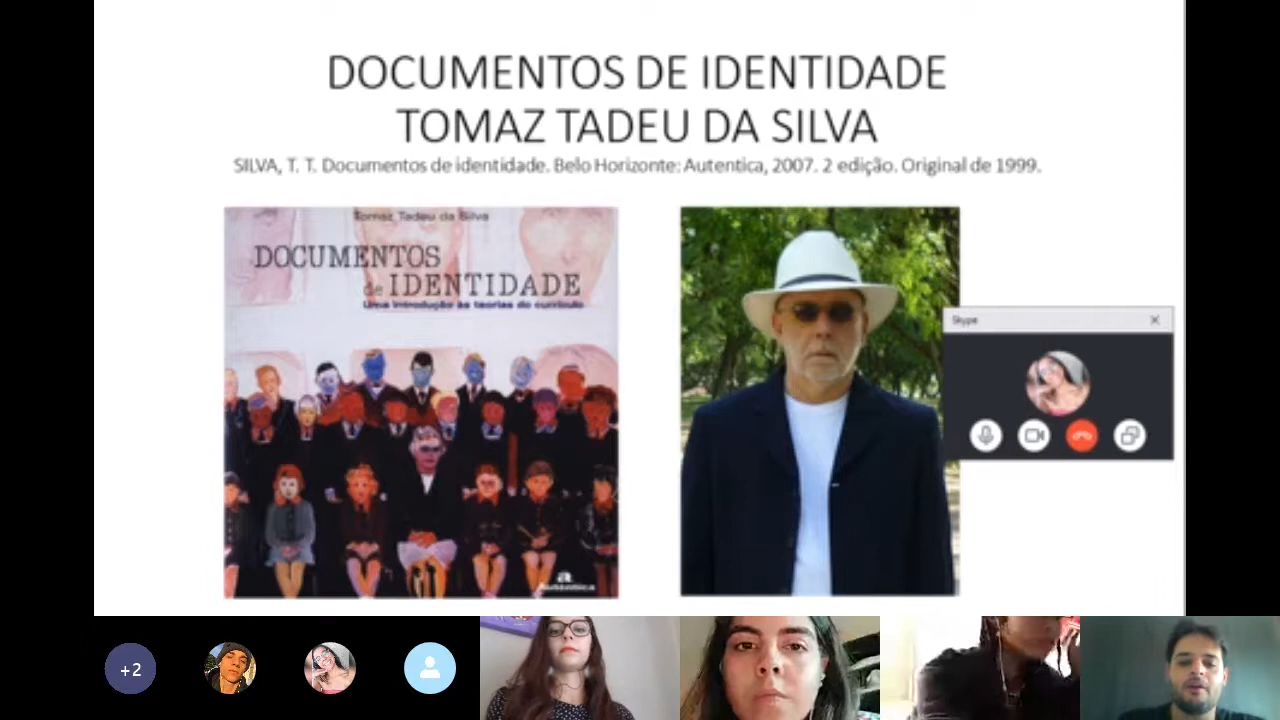 DOCUMENTOS DE IDENTIDADE
TOMAZ TADEU DA SILVA
SILVA, T. T. Documentos de identidade. Belo Horizonte: Autentica, 2007. 2 edição. Original de 1999.
Tomaz Tadeu da Silva
DOCUMENTOS
de IDENTIDADE
Uma introdução às teorias do currículo
a
Autêntica
Skype
+2